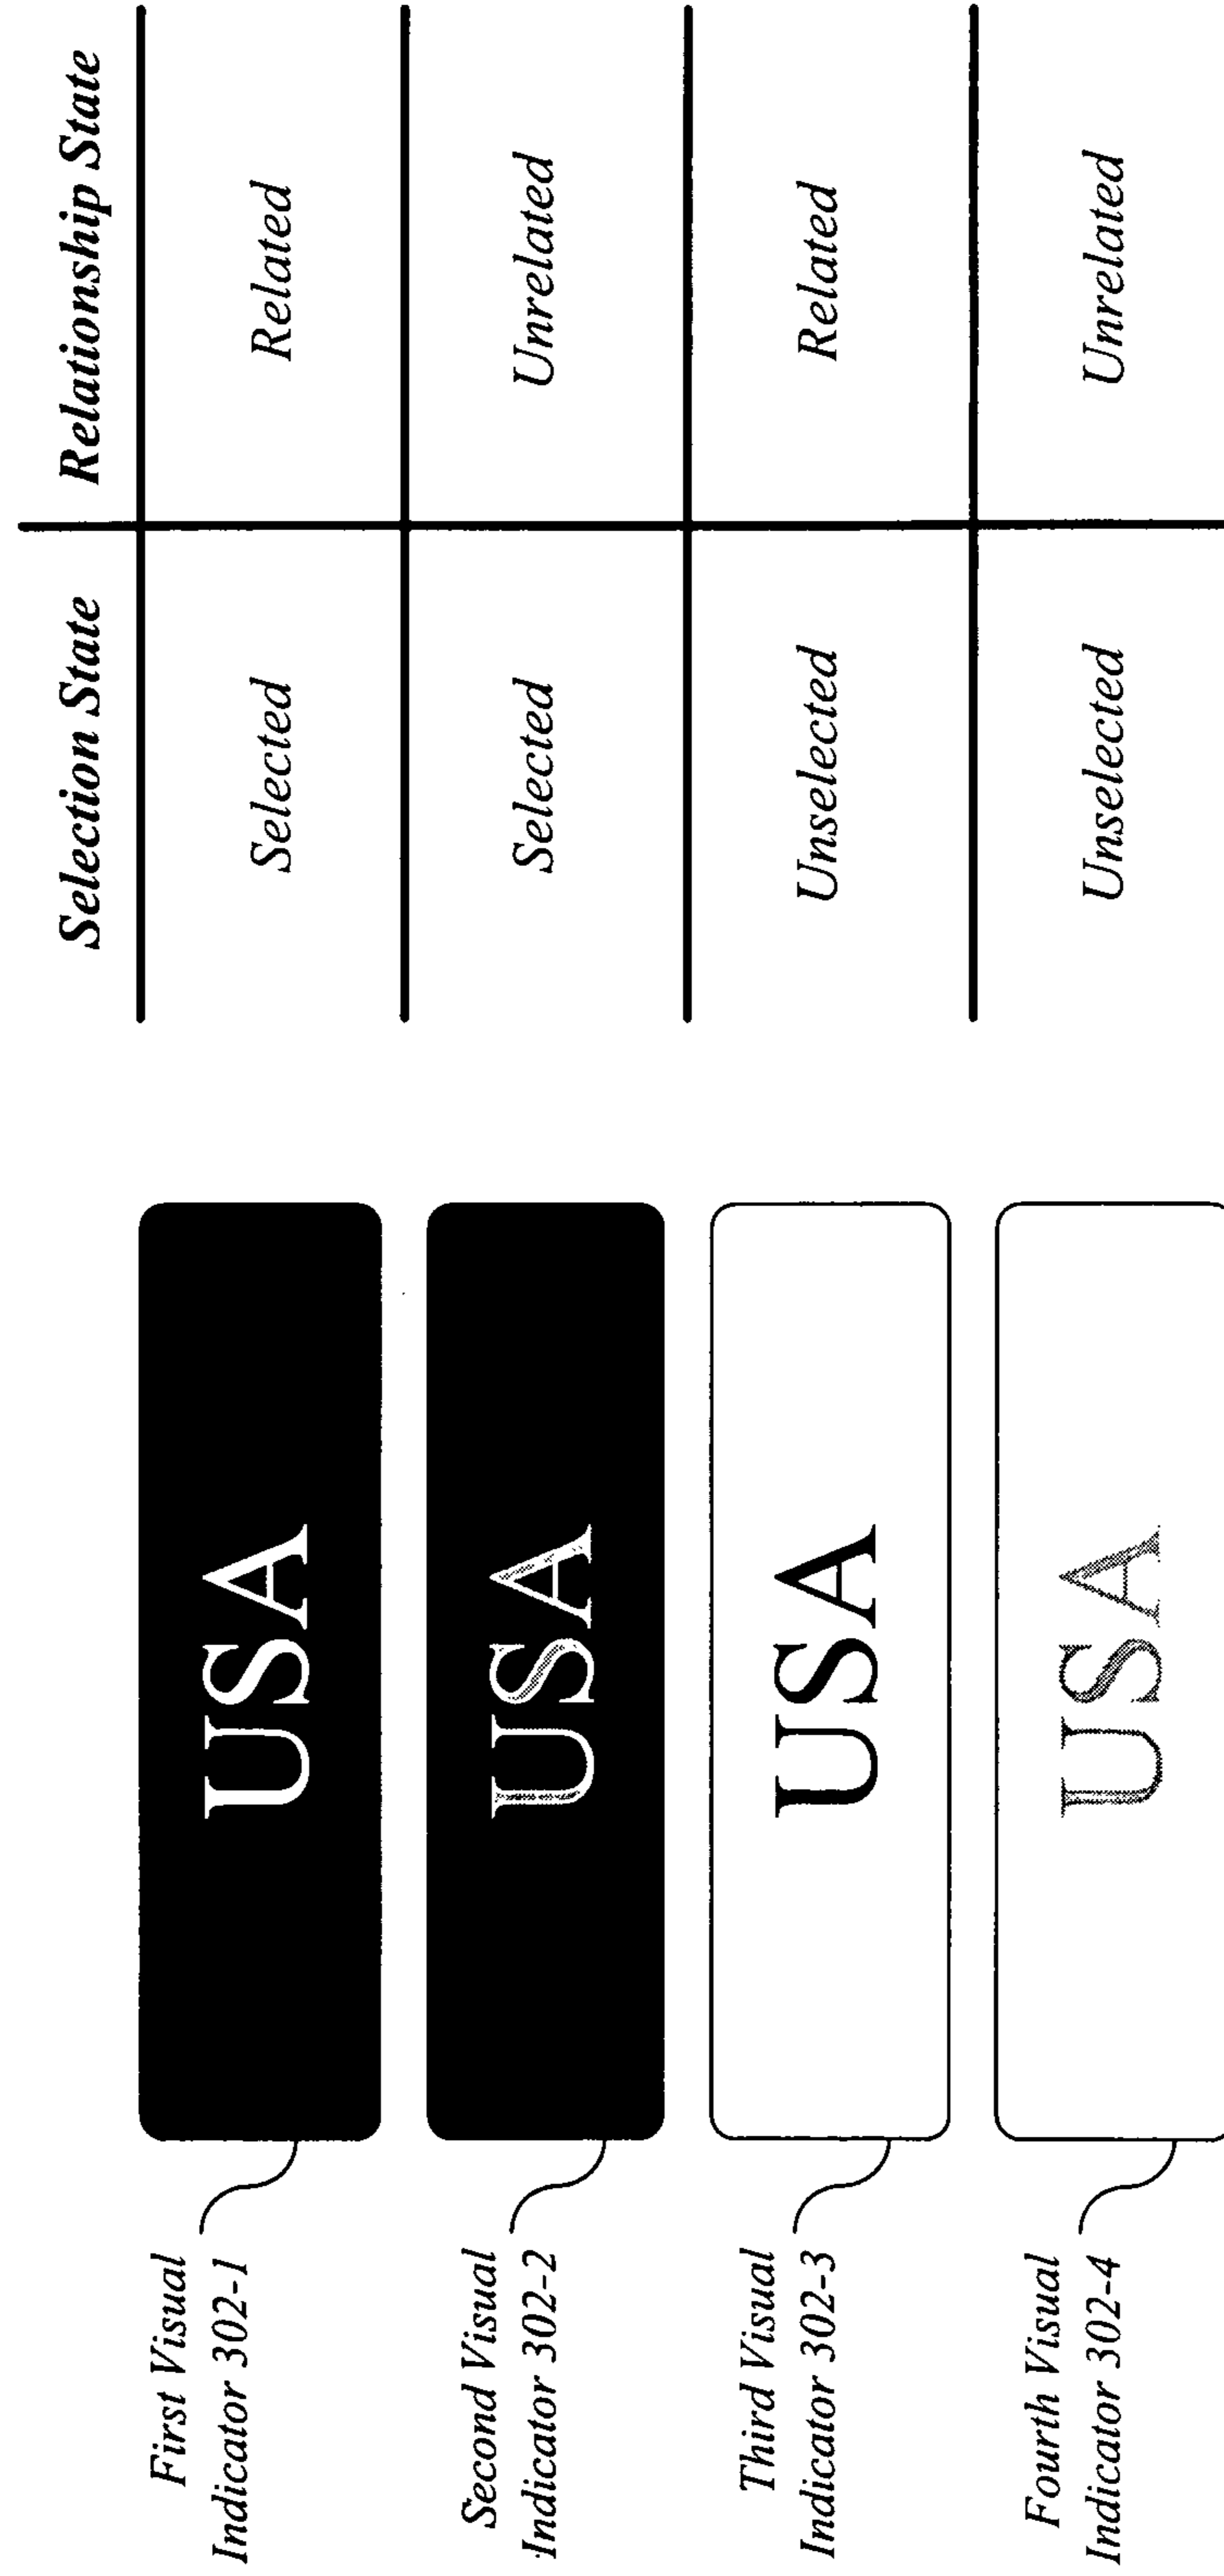 Selection State Relationship State
First Visual
Indicator 302-1
USA
Selected Related
Second Visual
Indicator 302-2
USA
Selected Unrelated
Third Visual
Indicator 302-3
USA
Unselected Related
Fourth Visual
Indicator 302-4
USA
Unselected Unrelated